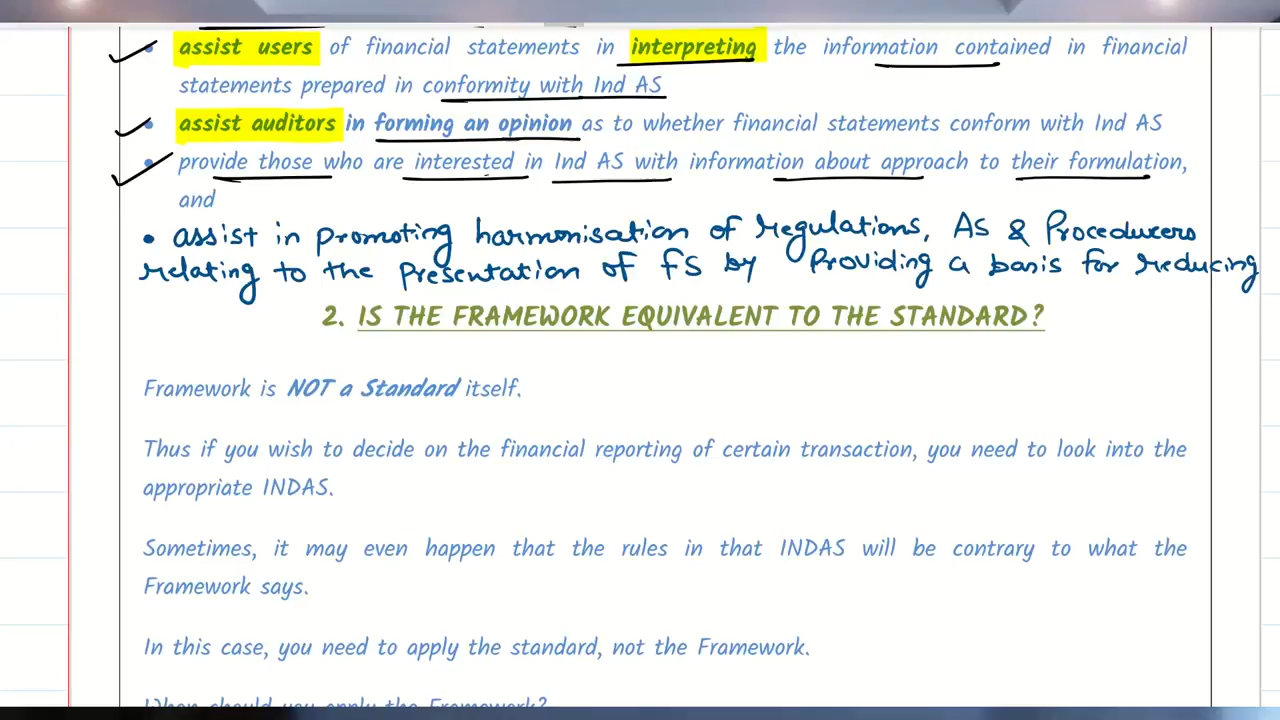 • assist users of financial statements in interpreting the information contained in financial
statements prepared in conformity with Ind AS
• assist auditors in forming an opinion as to whether financial statements conform with Ind AS
• provide those who are interested in Ind AS with information about approach to their formulation,
and
• assist in promoting harmonisation of regulations, AS & Proceducers
relating to the presentation of FS by Providing a basis for reducing
2. IS THE FRAMEWORK EQUIVALENT TO THE STANDARD?
Framework is NOT a Standard itself.
Thus if you wish to decide on the financial reporting of certain transaction, you need to look into the
appropriate INDAS.
Sometimes, it may even happen that the rules in that INDAS will be contrary to what the
Framework says.
In this case, you need to apply the standard, not the Framework.
When should you apply the Framework?